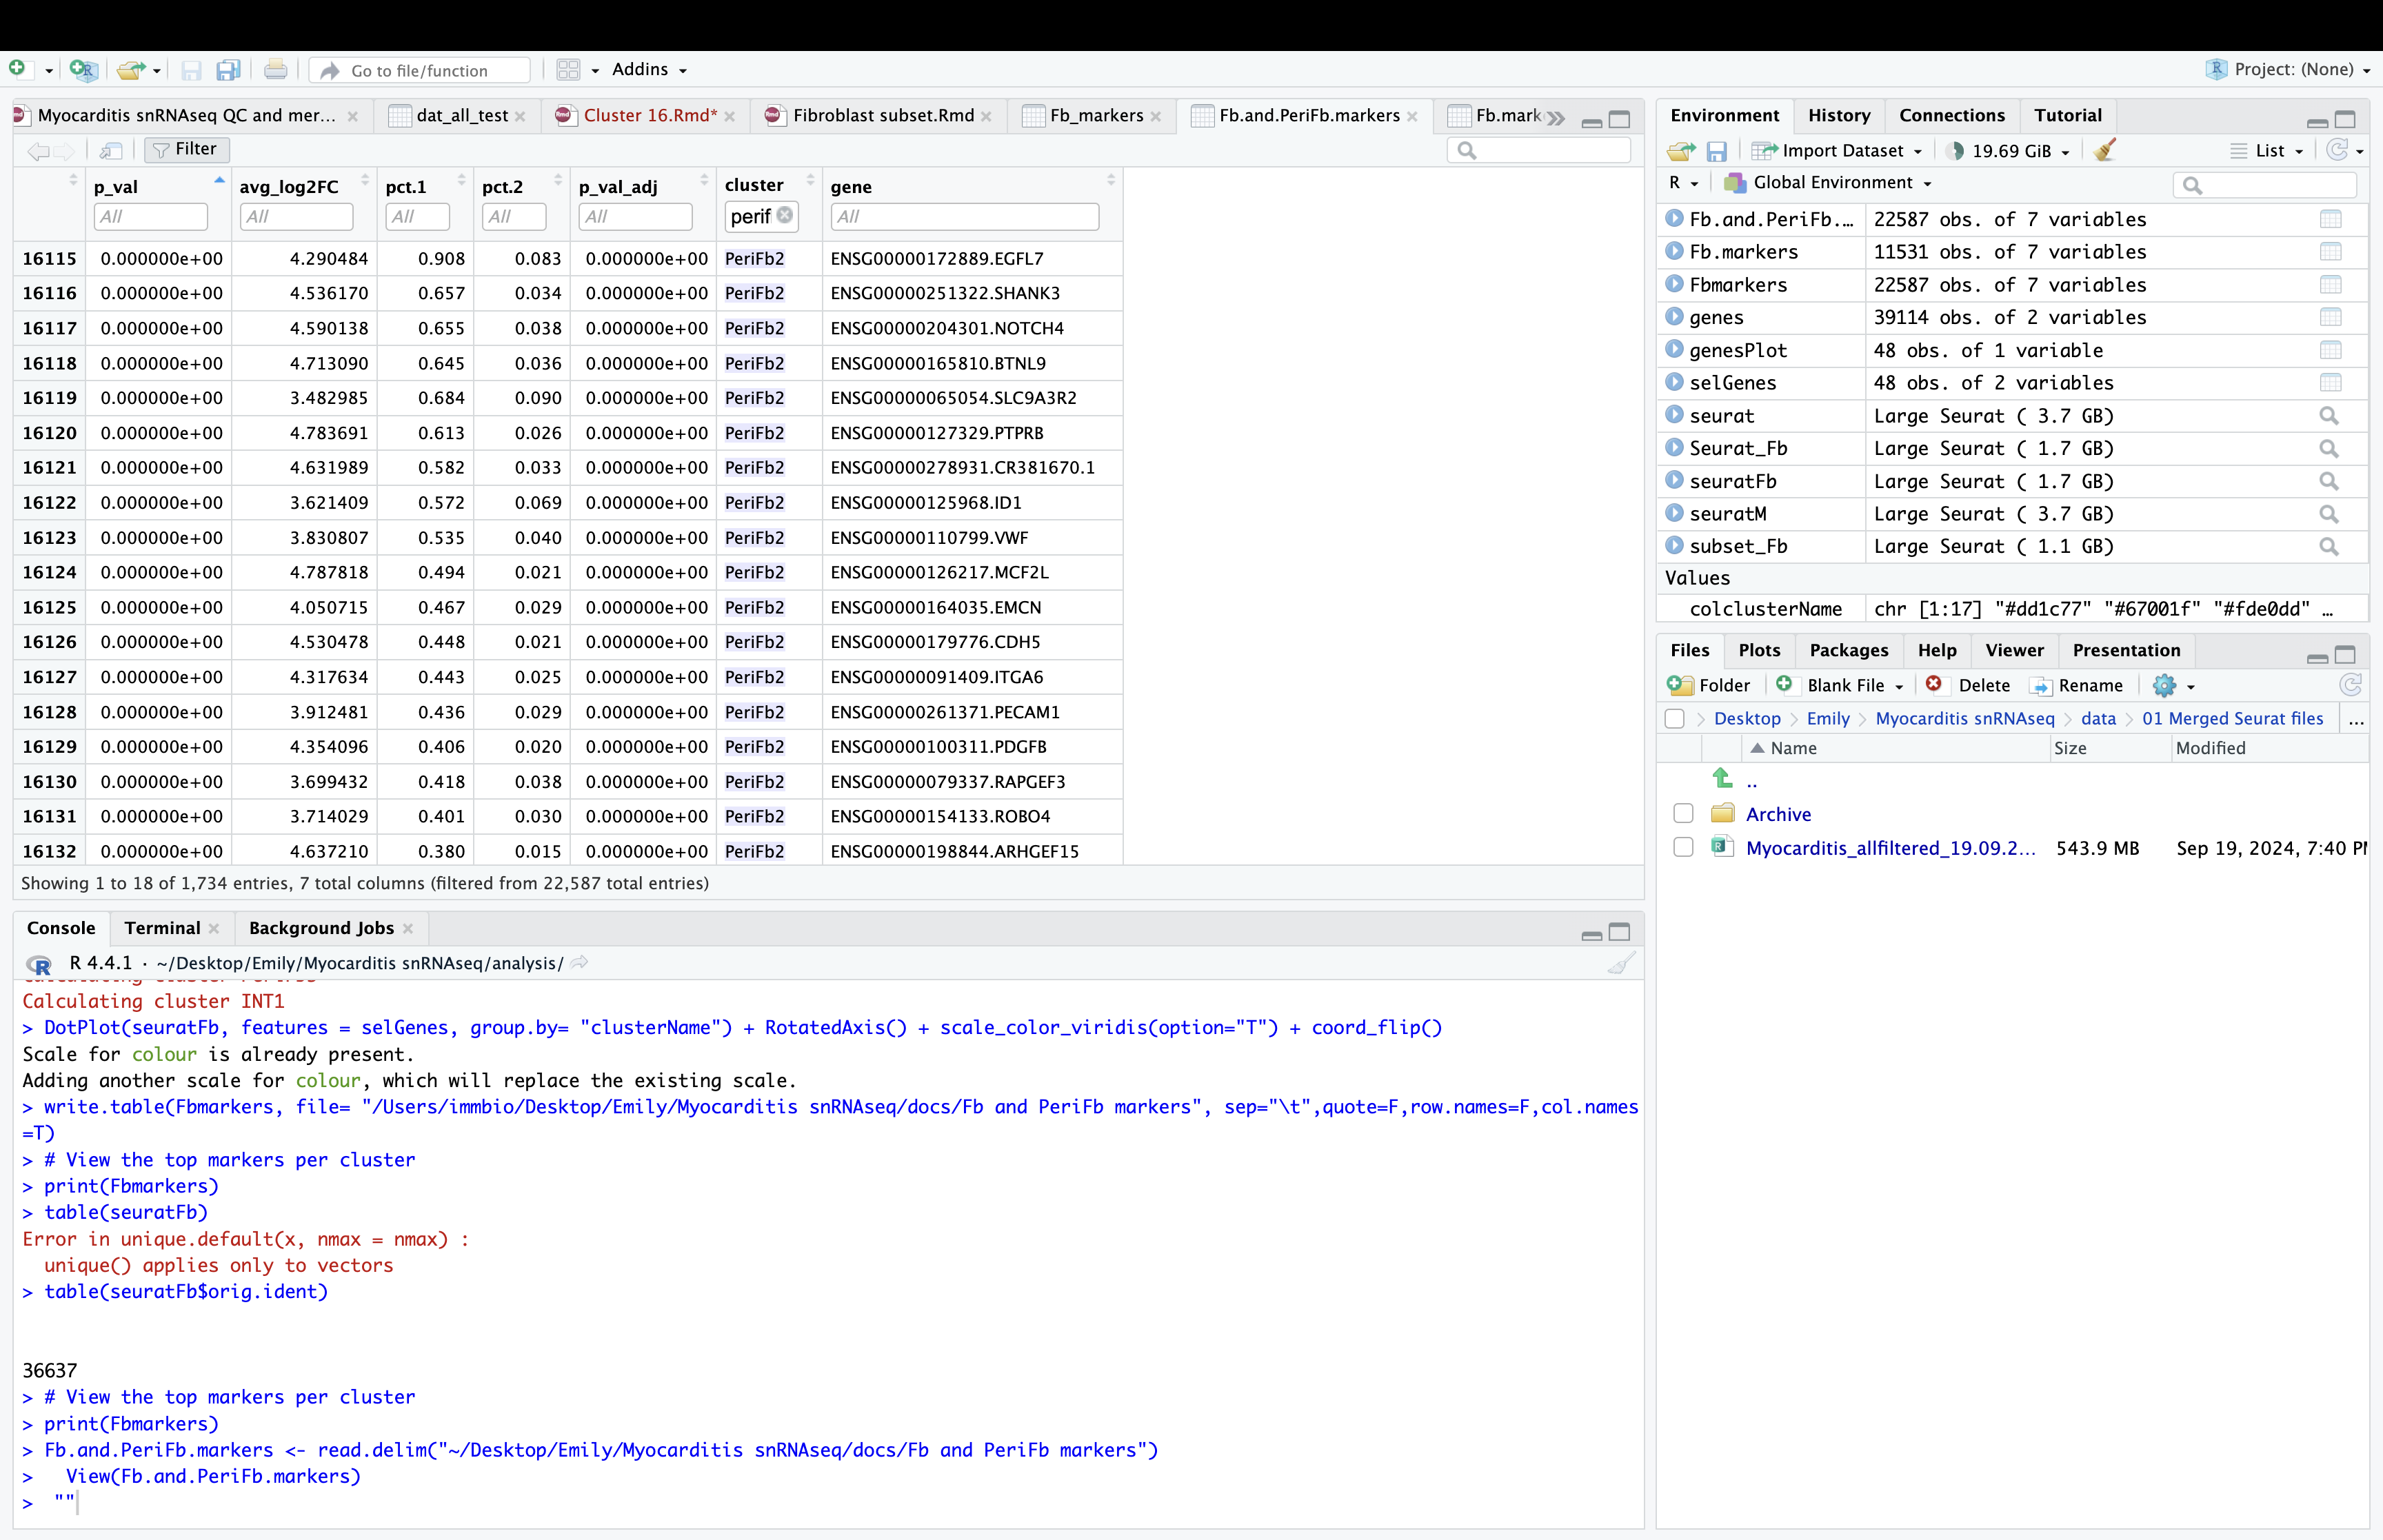 Go to file/function Addins Project: (None)
Myocarditis snRNAseq QC and mer... dat_all_test Cluster 16.Rmd* Fibroblast subset.Rmd Fb_markers Fb.and.PeriFb.markers Fb.mark
Filter
p_val avg_log2FC pct.1 pct.2 p_val_adj cluster gene
All All All All All perif All
16115 0.000000e+00 4.290484 0.908 0.083 0.000000e+00 PeriFb2 ENSG00000172889.EGFL7
16116 0.000000e+00 4.536170 0.657 0.034 0.000000e+00 PeriFb2 ENSG00000251322.SHANK3
16117 0.000000e+00 4.590138 0.655 0.038 0.000000e+00 PeriFb2 ENSG00000204301.NOTCH4
16118 0.000000e+00 4.713090 0.645 0.036 0.000000e+00 PeriFb2 ENSG00000165810.BTNL9
16119 0.000000e+00 3.482985 0.684 0.090 0.000000e+00 PeriFb2 ENSG00000065054.SLC9A3R2
16120 0.000000e+00 4.783691 0.613 0.026 0.000000e+00 PeriFb2 ENSG00000127329.PTPRB
16121 0.000000e+00 4.631989 0.582 0.033 0.000000e+00 PeriFb2 ENSG00000278931.CR381670.1
16122 0.000000e+00 3.621409 0.572 0.069 0.000000e+00 PeriFb2 ENSG00000125968.ID1
16123 0.000000e+00 3.830807 0.535 0.040 0.000000e+00 PeriFb2 ENSG00000110799.VWF
16124 0.000000e+00 4.787818 0.494 0.021 0.000000e+00 PeriFb2 ENSG00000126217.MCF2L
16125 0.000000e+00 4.050715 0.467 0.029 0.000000e+00 PeriFb2 ENSG00000164035.EMCN
16126 0.000000e+00 4.530478 0.448 0.021 0.000000e+00 PeriFb2 ENSG00000179776.CDH5
16127 0.000000e+00 4.317634 0.443 0.025 0.000000e+00 PeriFb2 ENSG00000091409.ITGA6
16128 0.000000e+00 3.912481 0.436 0.029 0.000000e+00 PeriFb2 ENSG00000261371.PECAM1
16129 0.000000e+00 4.354096 0.406 0.020 0.000000e+00 PeriFb2 ENSG00000100311.PDGFB
16130 0.000000e+00 3.699432 0.418 0.038 0.000000e+00 PeriFb2 ENSG00000079337.RAPGEF3
16131 0.000000e+00 3.714029 0.401 0.030 0.000000e+00 PeriFb2 ENSG00000154133.ROBO4
16132 0.000000e+00 4.637210 0.380 0.015 0.000000e+00 PeriFb2 ENSG00000198844.ARHGEF15
Showing 1 to 18 of 1,734 entries, 7 total columns (filtered from 22,587 total entries)
Console Terminal Background Jobs
R 4.4.1 · ~/Desktop/Emily/Myocarditis snRNAseq/analysis/
Calculating cluster INT1
> DotPlot(seuratFb, features = selGenes, group.by= "clusterName") + RotatedAxis() + scale_color_viridis(option="T") + coord_flip()
Scale for colour is already present.
Adding another scale for colour, which will replace the existing scale.
> write.table(Fbmarkers, file= "/Users/immbio/Desktop/Emily/Myocarditis snRNAseq/docs/Fb and PeriFb markers", sep="\t",quote=F,row.names=F,col.names
=T)
> # View the top markers per cluster
> print(Fbmarkers)
> table(seuratFb)
Error in unique.default(x, nmax = nmax) :
unique() applies only to vectors
> table(seuratFb$orig.ident)
36637
> # View the top markers per cluster
> print(Fbmarkers)
> Fb.and.PeriFb.markers <- read.delim("~/Desktop/Emily/Myocarditis snRNAseq/docs/Fb and PeriFb markers")
> View(Fb.and.PeriFb.markers)
> ""
Environment History Connections Tutorial
Import Dataset 19.69 GiB List
R Global Environment
Fb.and.PeriFb.… 22587 obs. of 7 variables
Fb.markers 11531 obs. of 7 variables
Fbmarkers 22587 obs. of 7 variables
genes 39114 obs. of 2 variables
genesPlot 48 obs. of 1 variable
selGenes 48 obs. of 2 variables
seurat Large Seurat ( 3.7 GB)
Seurat_Fb Large Seurat ( 1.7 GB)
seuratFb Large Seurat ( 1.7 GB)
seuratM Large Seurat ( 3.7 GB)
subset_Fb Large Seurat ( 1.1 GB)
Values
colclusterName chr [1:17] "#dd1c77" "#67001f" "#fde0dd" …
Files Plots Packages Help Viewer Presentation
Folder Blank File Delete Rename
Desktop Emily Myocarditis snRNAseq data 01 Merged Seurat files ...
Name Size Modified
..
Archive
Myocarditis_allfiltered_19.09.2... 543.9 MB Sep 19, 2024, 7:40 P